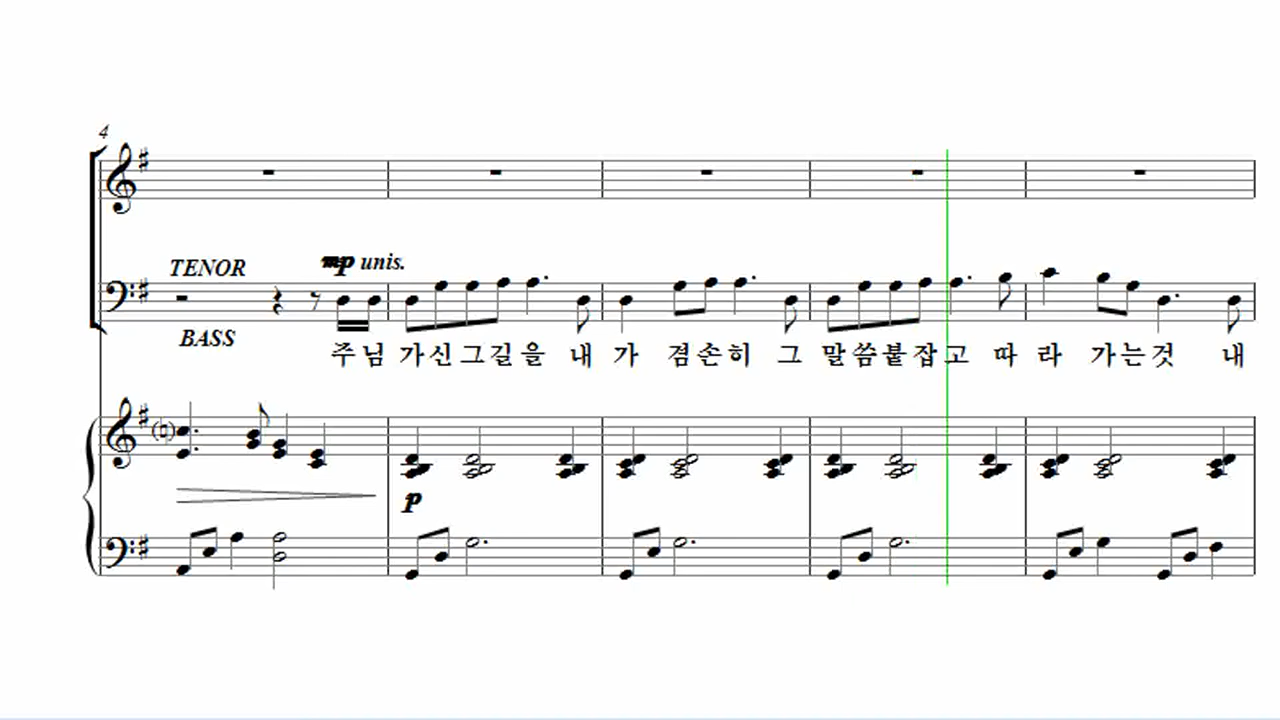 4
TENOR
mp unis.
BASS
주님 가신그길을 내 가 겸손히 그 말씀붙잡고 따 라 가는것 내
p